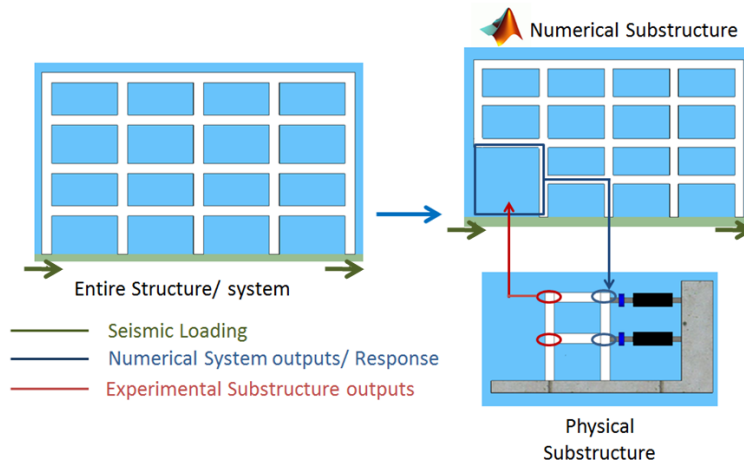 Numerical Substructure
Entire Structure/ system
Seismic Loading
Numerical System outputs/ Response
Experimental Substructure outputs
Physical
Substructure